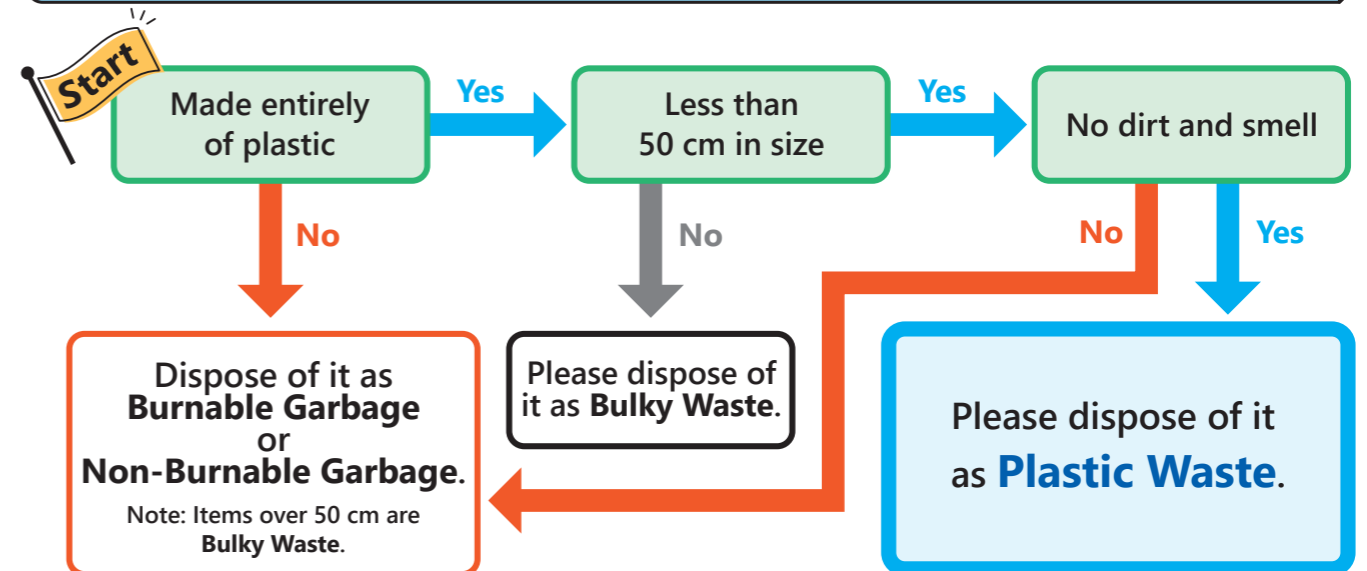 Start
Made entirely
of plastic
Yes
Less than
50 cm in size
Yes
No dirt and smell
No
No
No
Yes
Dispose of it as
Burnable Garbage
or
Non-Burnable Garbage.
Note: Items over 50 cm are
Bulky Waste.
Please dispose of
it as Bulky Waste.
Please dispose of it
as Plastic Waste.